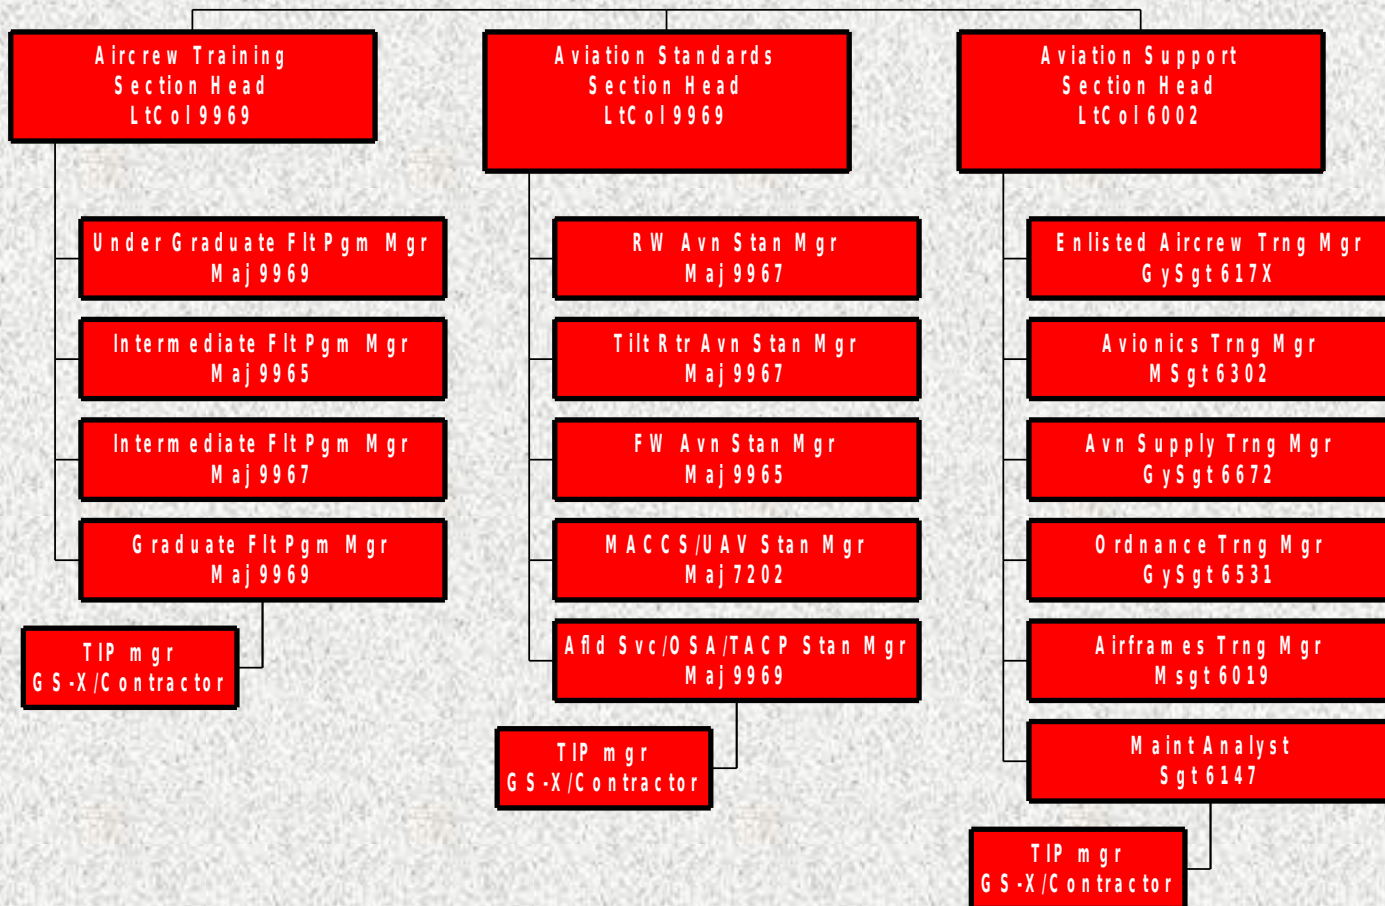 Aircrew Training
Section Head
LtCol 9969
Under Graduate Flt Pgm Mgr
Maj 9969
Intermediate Flt Pgm Mgr
Maj 9965
Intermediate Flt Pgm Mgr
Maj 9967
Graduate Flt Pgm Mgr
Maj 9969
TIP mgr
GS-X/Contractor
Aviation Standards
Section Head
LtCol 9969
RW Avn Stan Mgr
Maj 9967
Tilt Rtr Avn Stan Mgr
Maj 9967
FW Avn Stan Mgr
Maj 9965
MACCS/UAV Stan Mgr
Maj 7202
Afld Svc/OSA/TACP Stan Mgr
Maj 9969
TIP mgr
GS-X/Contractor
Aviation Support
Section Head
LtCol 6002
Enlisted Aircrew Trng Mgr
GySgt 617X
Avionics Trng Mgr
MSgt 6302
Avn Supply Trng Mgr
GySgt 6672
Ordnance Trng Mgr
GySgt 6531
Airframes Trng Mgr
Msgt 6019
Maint Analyst
Sgt 6147
TIP mgr
GS-X/Contractor